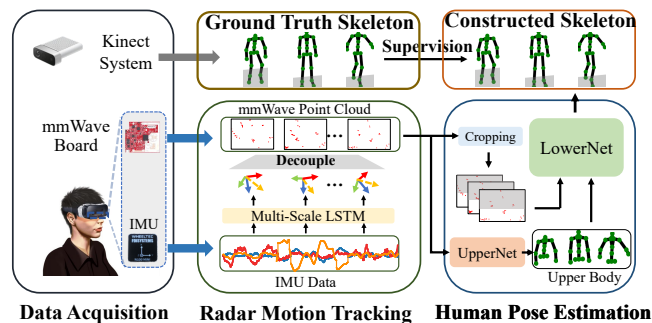 Kinect
System
Ground Truth Skeleton
Supervision
Constructed Skeleton
mmWave
Board
IMU
WHEELTEC
mmWave Point Cloud
Decouple
Multi-Scale LSTM
IMU Data
Cropping
LowerNet
UpperNet
Upper Body
Data Acquisition
Radar Motion Tracking
Human Pose Estimation